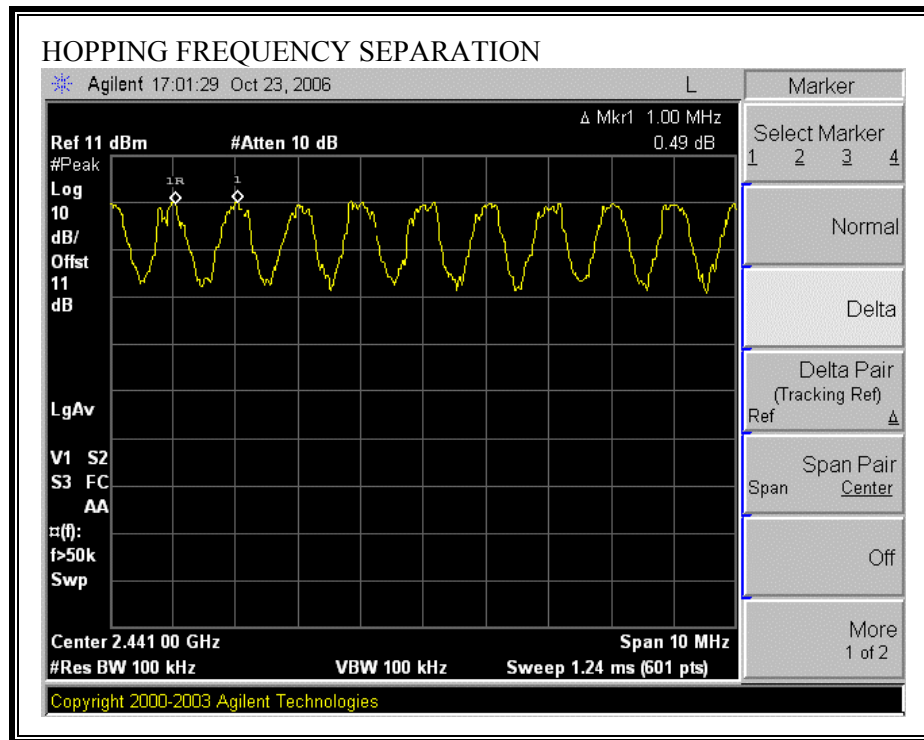 HOPPING FREQUENCY SEPARATION
Agilent 17:01:29 Oct 23, 2006 L
Marker
Δ Mkr1 1.00 MHz
Ref 11 dBm #Atten 10 dB 0.49 dB
#Peak
Log
10
dB/
Offst
11
dB
1R 1
LgAv
V1 S2
S3 FC
AA
¤(f):
f>50k
Swp
Center 2.441 00 GHz Span 10 MHz
#Res BW 100 kHz VBW 100 kHz Sweep 1.24 ms (601 pts)
Select Marker
1 2 3 4
Normal
Delta
Delta Pair
(Tracking Ref)
Ref Δ
Span Pair
Span Center
Off
More
1 of 2
Copyright 2000-2003 Agilent Technologies